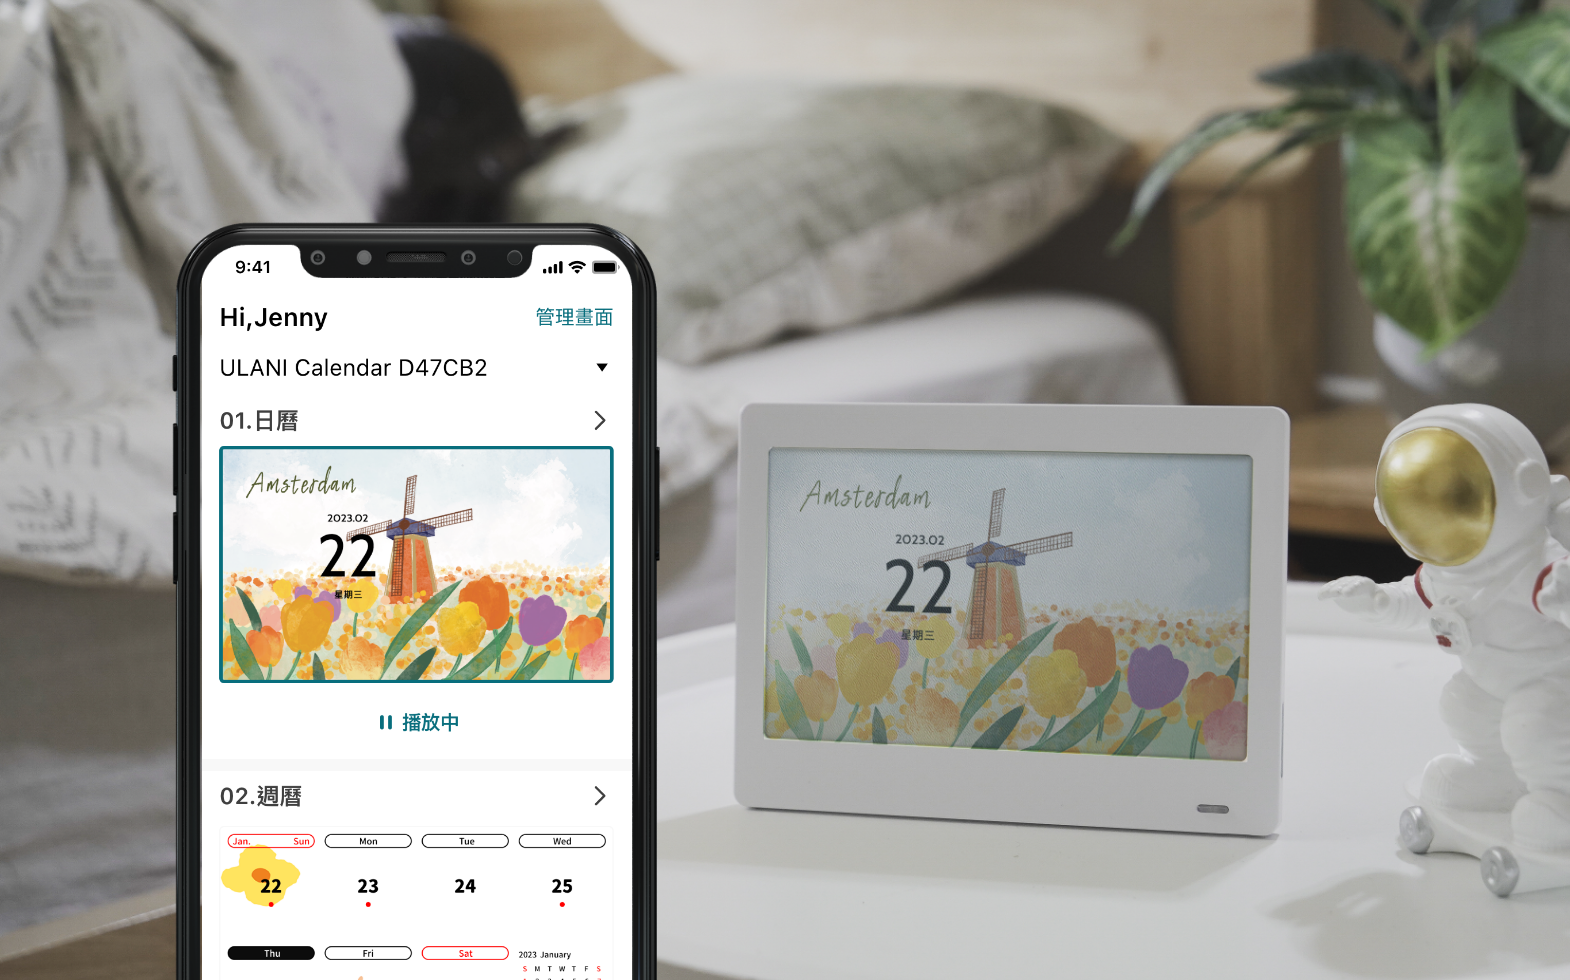 9:41
Hi,Jenny
管理畫面
ULANI Calendar D47CB2
01.日曆
Amsterdam
2023.02
22
星期三
播放中
02.週曆
Jan. Sun Mon Tue Wed
22 23 24 25
Thu Fri Sat 2023 January
S M T W T F S
Amsterdam
2023.02
22
星期三